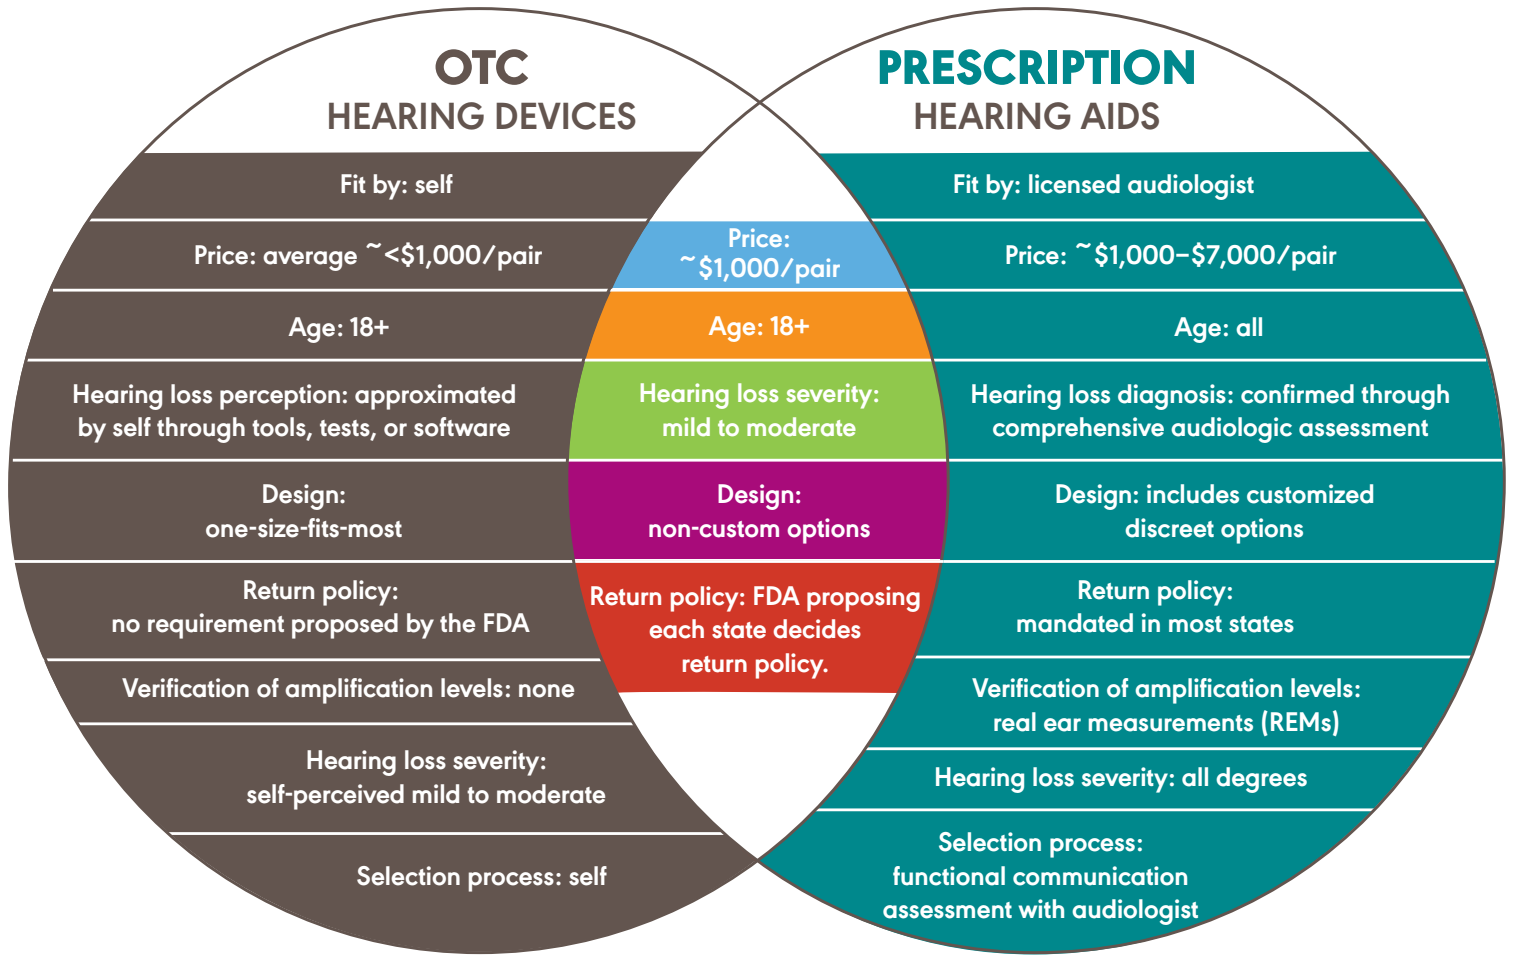 OTC
HEARING DEVICES
Fit by: self
Price: average ~<$1,000/pair
Age: 18+
Hearing loss perception: approximated
by self through tools, tests, or software
Design:
one-size-fits-most
Return policy:
no requirement proposed by the FDA
Verification of amplification levels: none
Hearing loss severity:
self-perceived mild to moderate
Selection process: self
Price:
~$1,000/pair
Age: 18+
Hearing loss severity:
mild to moderate
Design:
non-custom options
Return policy: FDA proposing
each state decides
return policy.
PRESCRIPTION
HEARING AIDS
Fit by: licensed audiologist
Price: ~$1,000–$7,000/pair
Age: all
Hearing loss diagnosis: confirmed through
comprehensive audiologic assessment
Design: includes customized
discreet options
Return policy:
mandated in most states
Verification of amplification levels:
real ear measurements (REMs)
Hearing loss severity: all degrees
Selection process:
functional communication
assessment with audiologist